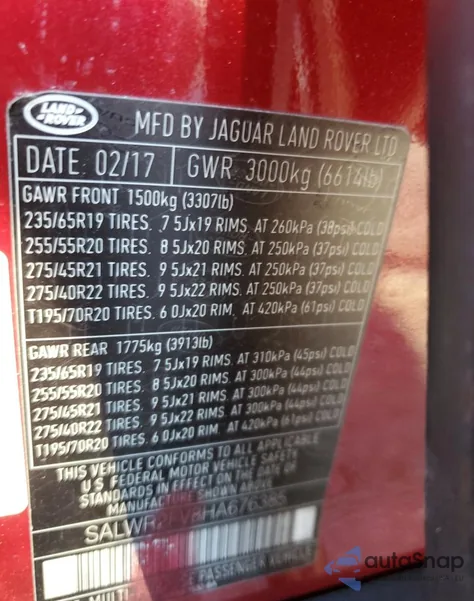 LAND ROVER
MFD BY JAGUAR LAND ROVER LTD
DATE: 02/17 GWR 3000kg (6614lb)
GAWR FRONT 1500kg (3307lb)
235/65R19 TIRES. 7 5Jx19 RIMS. AT 260kPa (38psi) COLD
255/55R20 TIRES. 8 5Jx20 RIMS. AT 250kPa (37psi) COLD
275/45R21 TIRES. 9 5Jx21 RIMS. AT 250kPa (37psi) COLD
275/40R22 TIRES. 9 5Jx22 RIMS. AT 250kPa (37psi) COLD
T195/70R20 TIRES. 6 0Jx20 RIM. AT 420kPa (61psi) COLD
GAWR REAR 1775kg (3913lb)
235/65R19 TIRES. 7 5Jx19 RIMS. AT 310kPa (45psi) COLD
255/55R20 TIRES. 8 5Jx20 RIMS. AT 300kPa (44psi) COLD
275/45R21 TIRES. 9 5Jx21 RIMS. AT 300kPa (44psi) COLD
275/40R22 TIRES. 9 5Jx22 RIMS. AT 300kPa (44psi) COLD
T195/70R20 TIRES. 6 0Jx20 RIM. AT 420kPa (61psi) COLD
THIS VEHICLE CONFORMS TO ALL APPLICABLE
U S FEDERAL MOTOR VEHICLE SAFETY
STANDARDS IN EFFECT ON THE DATE OF
MANUFACTURE
PASSENGER
autoSnap